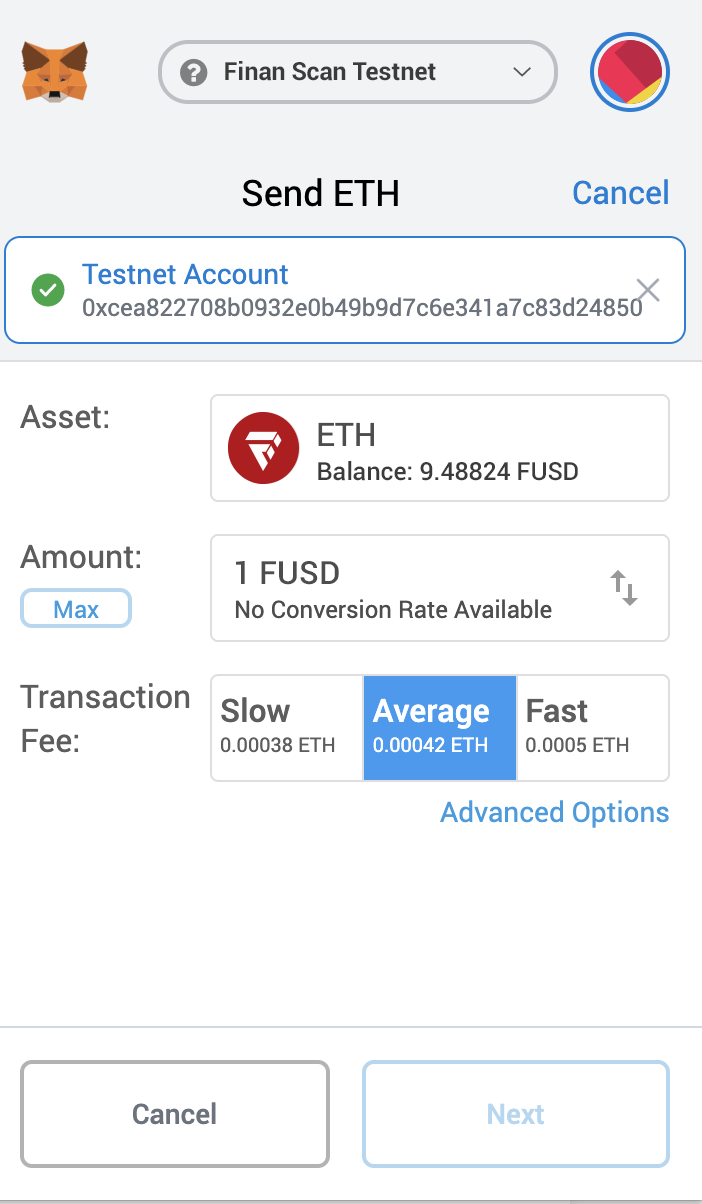 Finan Scan Testnet
Send ETH
Cancel
Testnet Account
0xcea822708b0932e0b49b9d7c6e341a7c83d24850
Asset:
ETH
Balance: 9.48824 FUSD
Amount:
Max
1 FUSD
No Conversion Rate Available
Transaction
Fee:
Slow
0.00038 ETH
Average
0.00042 ETH
Fast
0.0005 ETH
Advanced Options
Cancel
Next